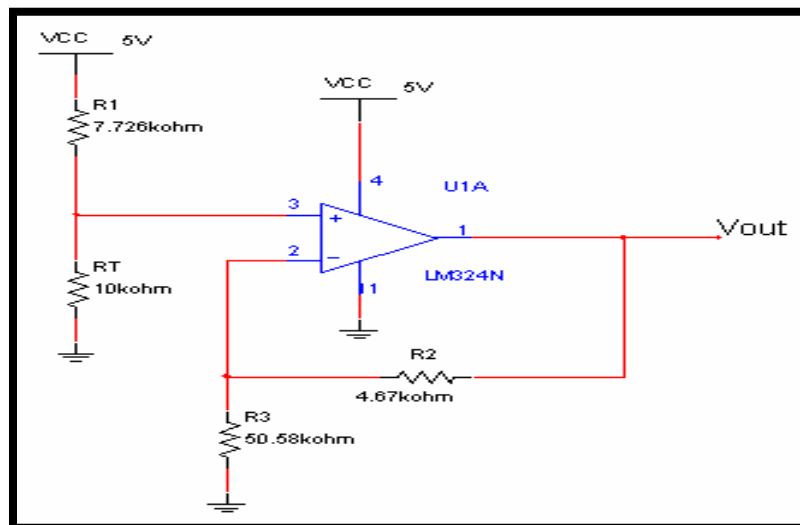 VCC 5V
R1
7.726kohm
VCC 5V
4
U1A
3
+
1
Vout
2
-
RT
10kohm
LM324N
11
R2
4.67kohm
R3
50.58kohm